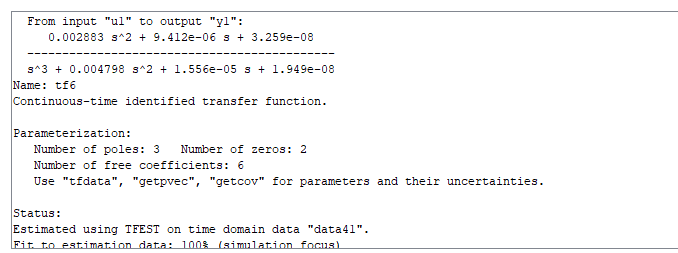 From input "u1" to output "y1":
0.002883 s^2 + 9.412e-06 s + 3.259e-08
----------------------------------------
s^3 + 0.004798 s^2 + 1.556e-05 s + 1.949e-08
Name: tf6
Continuous-time identified transfer function.
Parameterization:
Number of poles: 3   Number of zeros: 2
Number of free coefficients: 6
Use "tfdata", "getpvec", "getcov" for parameters and their uncertainties.
Status:
Estimated using TFEST on time domain data "data41".
Fit to estimation data: 100% (simulation focus)